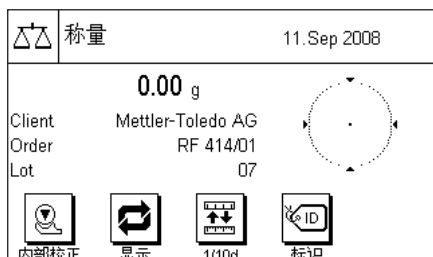 称量 11.Sep 2008
0.00 g
Client Mettler-Toledo AG
Order RF 414/01
Lot 07
ID
内部校正 显示 1/10d 标识